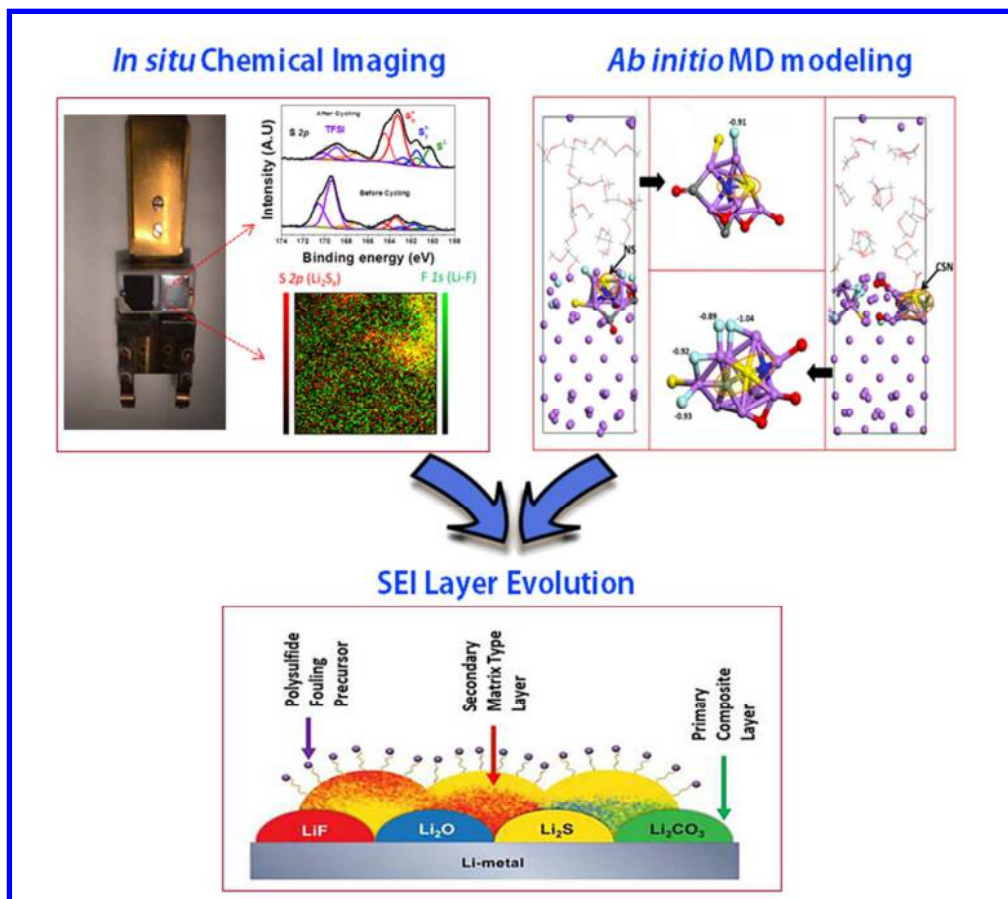 In situ Chemical Imaging
Ab initio MD modeling
After Cycling
S 2p
TFSI
Before Cycling
Intensity (A.U)
174 172 170 168 166 164 162 160 158
Binding energy (eV)
S 2p (Li₂Sₓ)
F 1s (Li-F)
-0.91
NS
CSN
-0.89
-1.04
-0.92
-0.93
SEI Layer Evolution
Polysulfide
Fouling
Precursor
Secondary
Matrix Type
Layer
Primary
Composite
Layer
LiF
Li₂O
Li₂S
Li₂CO₃
Li-metal